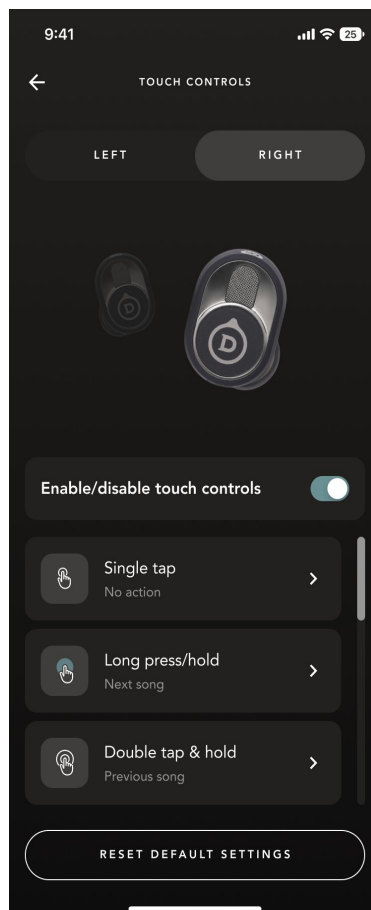 9:41
25
TOUCH CONTROLS
LEFT
RIGHT
D
D
Enable/disable touch controls
Single tap
No action
Long press/hold
Next song
Double tap & hold
Previous song
RESET DEFAULT SETTINGS